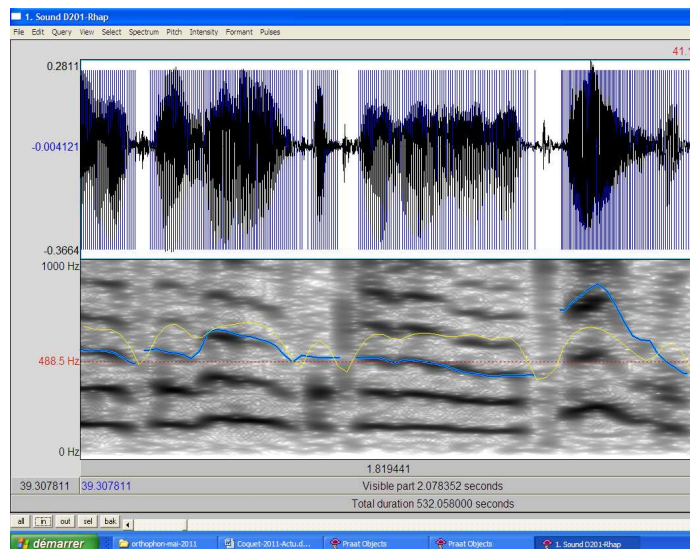 1. Sound D201-Rhap
File Edit Query View Select Spectrum Pitch Intensity Formant Pulses
0.2811
-0.004121
-0.3664
1000 Hz
488.5 Hz
0 Hz
1.819441
39.307811 39.307811 Visible part 2.078352 seconds
Total duration 532.058000 seconds
all in out sel bak
démarrer orthophon-mai-2011 Coquet-2011-Actu.d... Praat Objects Praat Objects 1. Sound D201-Rhap